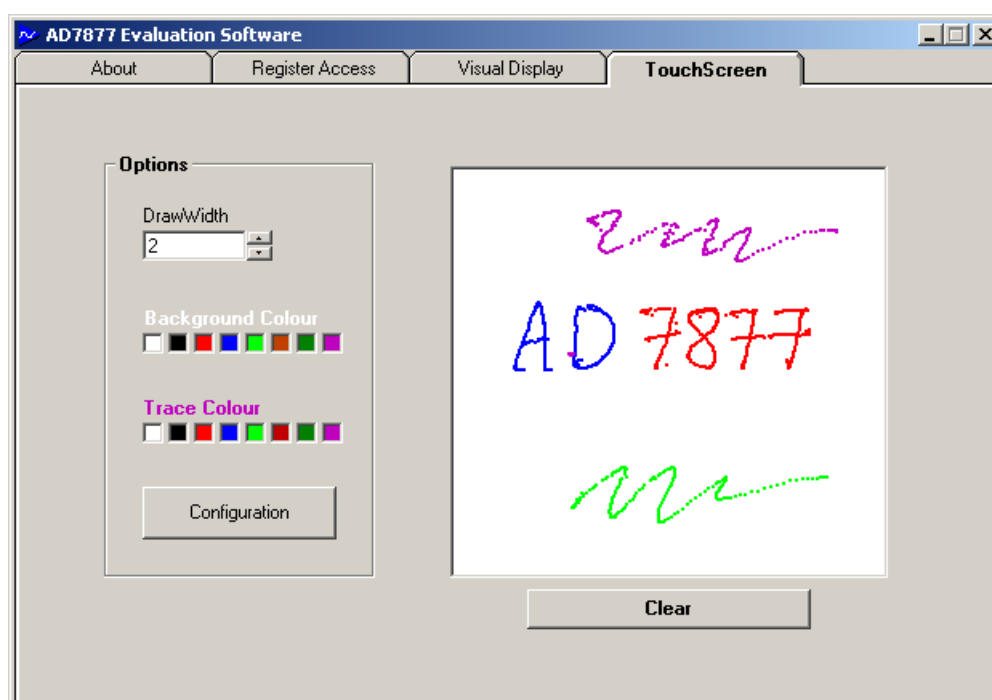 AD7877 Evaluation Software
About Register Access Visual Display TouchScreen
Options
DrawWidth
2
Background Colour
Trace Colour
Configuration
AD 7877
Clear